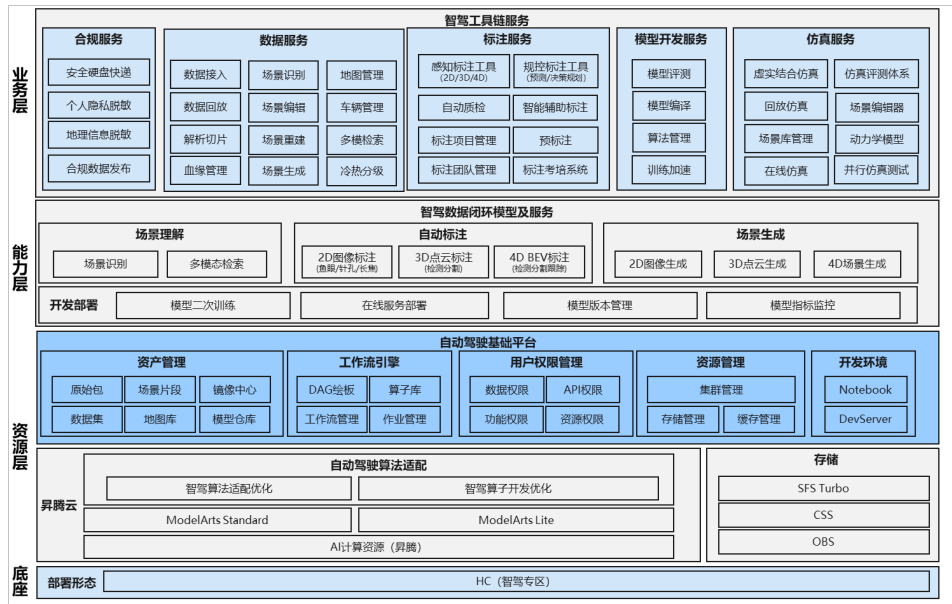 业务层
智驾工具链服务
合规服务
安全硬盘快递
个人隐私脱敏
地理信息脱敏
合规数据发布
数据服务
数据接入
场景识别
地图管理
数据回放
场景编辑
车辆管理
解析切片
场景重建
多模检索
血缘管理
场景生成
冷热分级
标注服务
感知标注工具
(2D/3D/4D)
规控标注工具
(预测/决策规划)
自动质检
智能辅助标注
标注项目管理
预标注
标注团队管理
标注考培系统
模型开发服务
模型评测
模型编译
算法管理
训练加速
仿真服务
虚实结合仿真
仿真评测体系
回放仿真
场景编辑器
场景库管理
动力学模型
在线仿真
并行仿真测试
能力层
智驾数据闭环模型及服务
场景理解
场景识别
多模态检索
自动标注
2D图像标注
(鱼眼/针孔/长焦)
3D点云标注
(检测分割)
4D BEV标注
(检测分割跟踪)
场景生成
2D图像生成
3D点云生成
4D场景生成
开发部署
模型二次训练
在线服务部署
模型版本管理
模型指标监控
资源层
自动驾驶基础平台
资产管理
原始包
场景片段
镜像中心
数据集
地图库
模型仓库
工作流引擎
DAG绘板
算子库
工作流管理
作业管理
用户权限管理
数据权限
API权限
功能权限
资源权限
资源管理
集群管理
存储管理
缓存管理
开发环境
Notebook
DevServer
昇腾云
自动驾驶算法适配
智驾算法适配优化
智驾算子开发优化
ModelArts Standard
ModelArts Lite
AI计算资源（昇腾）
存储
SFS Turbo
CSS
OBS
底座
部署形态
HC（智驾专区）